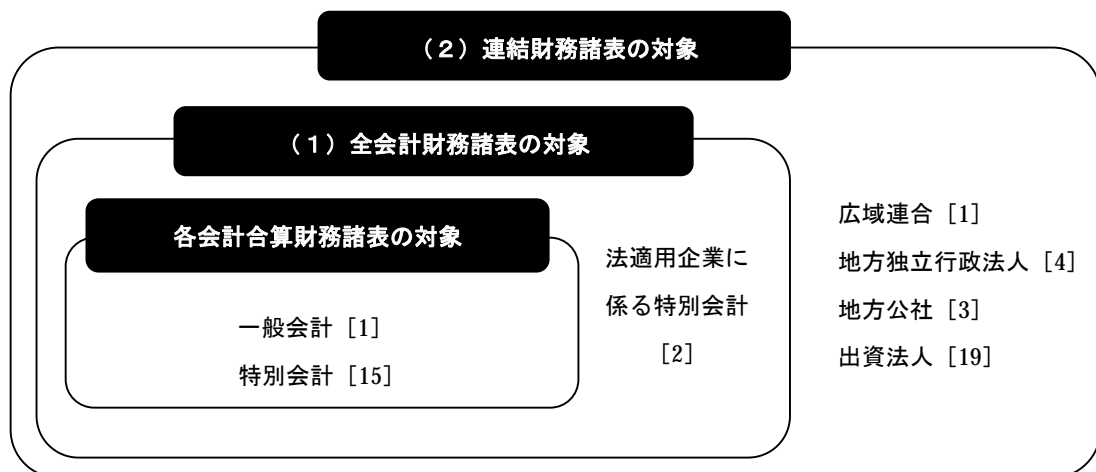 （２）連結財務諸表の対象
（１）全会計財務諸表の対象
各会計合算財務諸表の対象
一般会計［1］
特別会計［15］
法適用企業に
係る特別会計
［2］
広域連合［1］
地方独立行政法人［4］
地方公社［3］
出資法人［19］